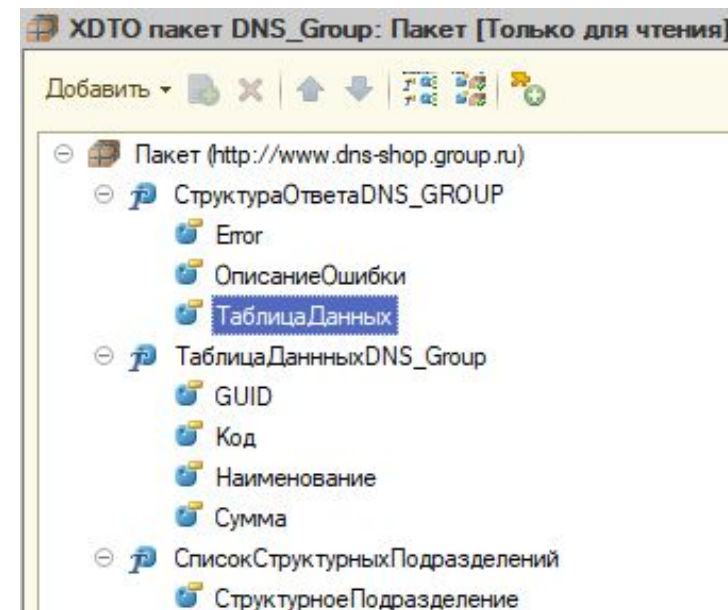 XDTO пакет DNS_Group: Пакет [Только для чтения]
Добавить
Пакет (http://www.dns-shop.group.ru)
СтруктураОтветаDNS_GROUP
Error
ОписаниеОшибки
ТаблицаДанных
ТаблицаДаннныхDNS_Group
GUID
Код
Наименование
Сумма
СписокСтруктурныхПодразделений
СтруктурноеПодразделение